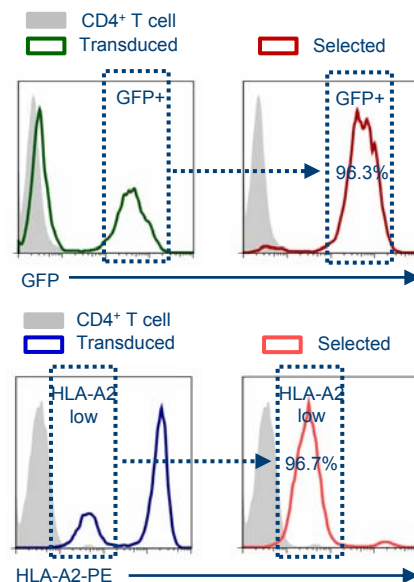 CD4⁺ T cell
Transduced
Selected
GFP+
GFP+
96.3%
GFP
CD4⁺ T cell
Transduced
Selected
HLA-A2
low
HLA-A2
low
96.7%
HLA-A2-PE